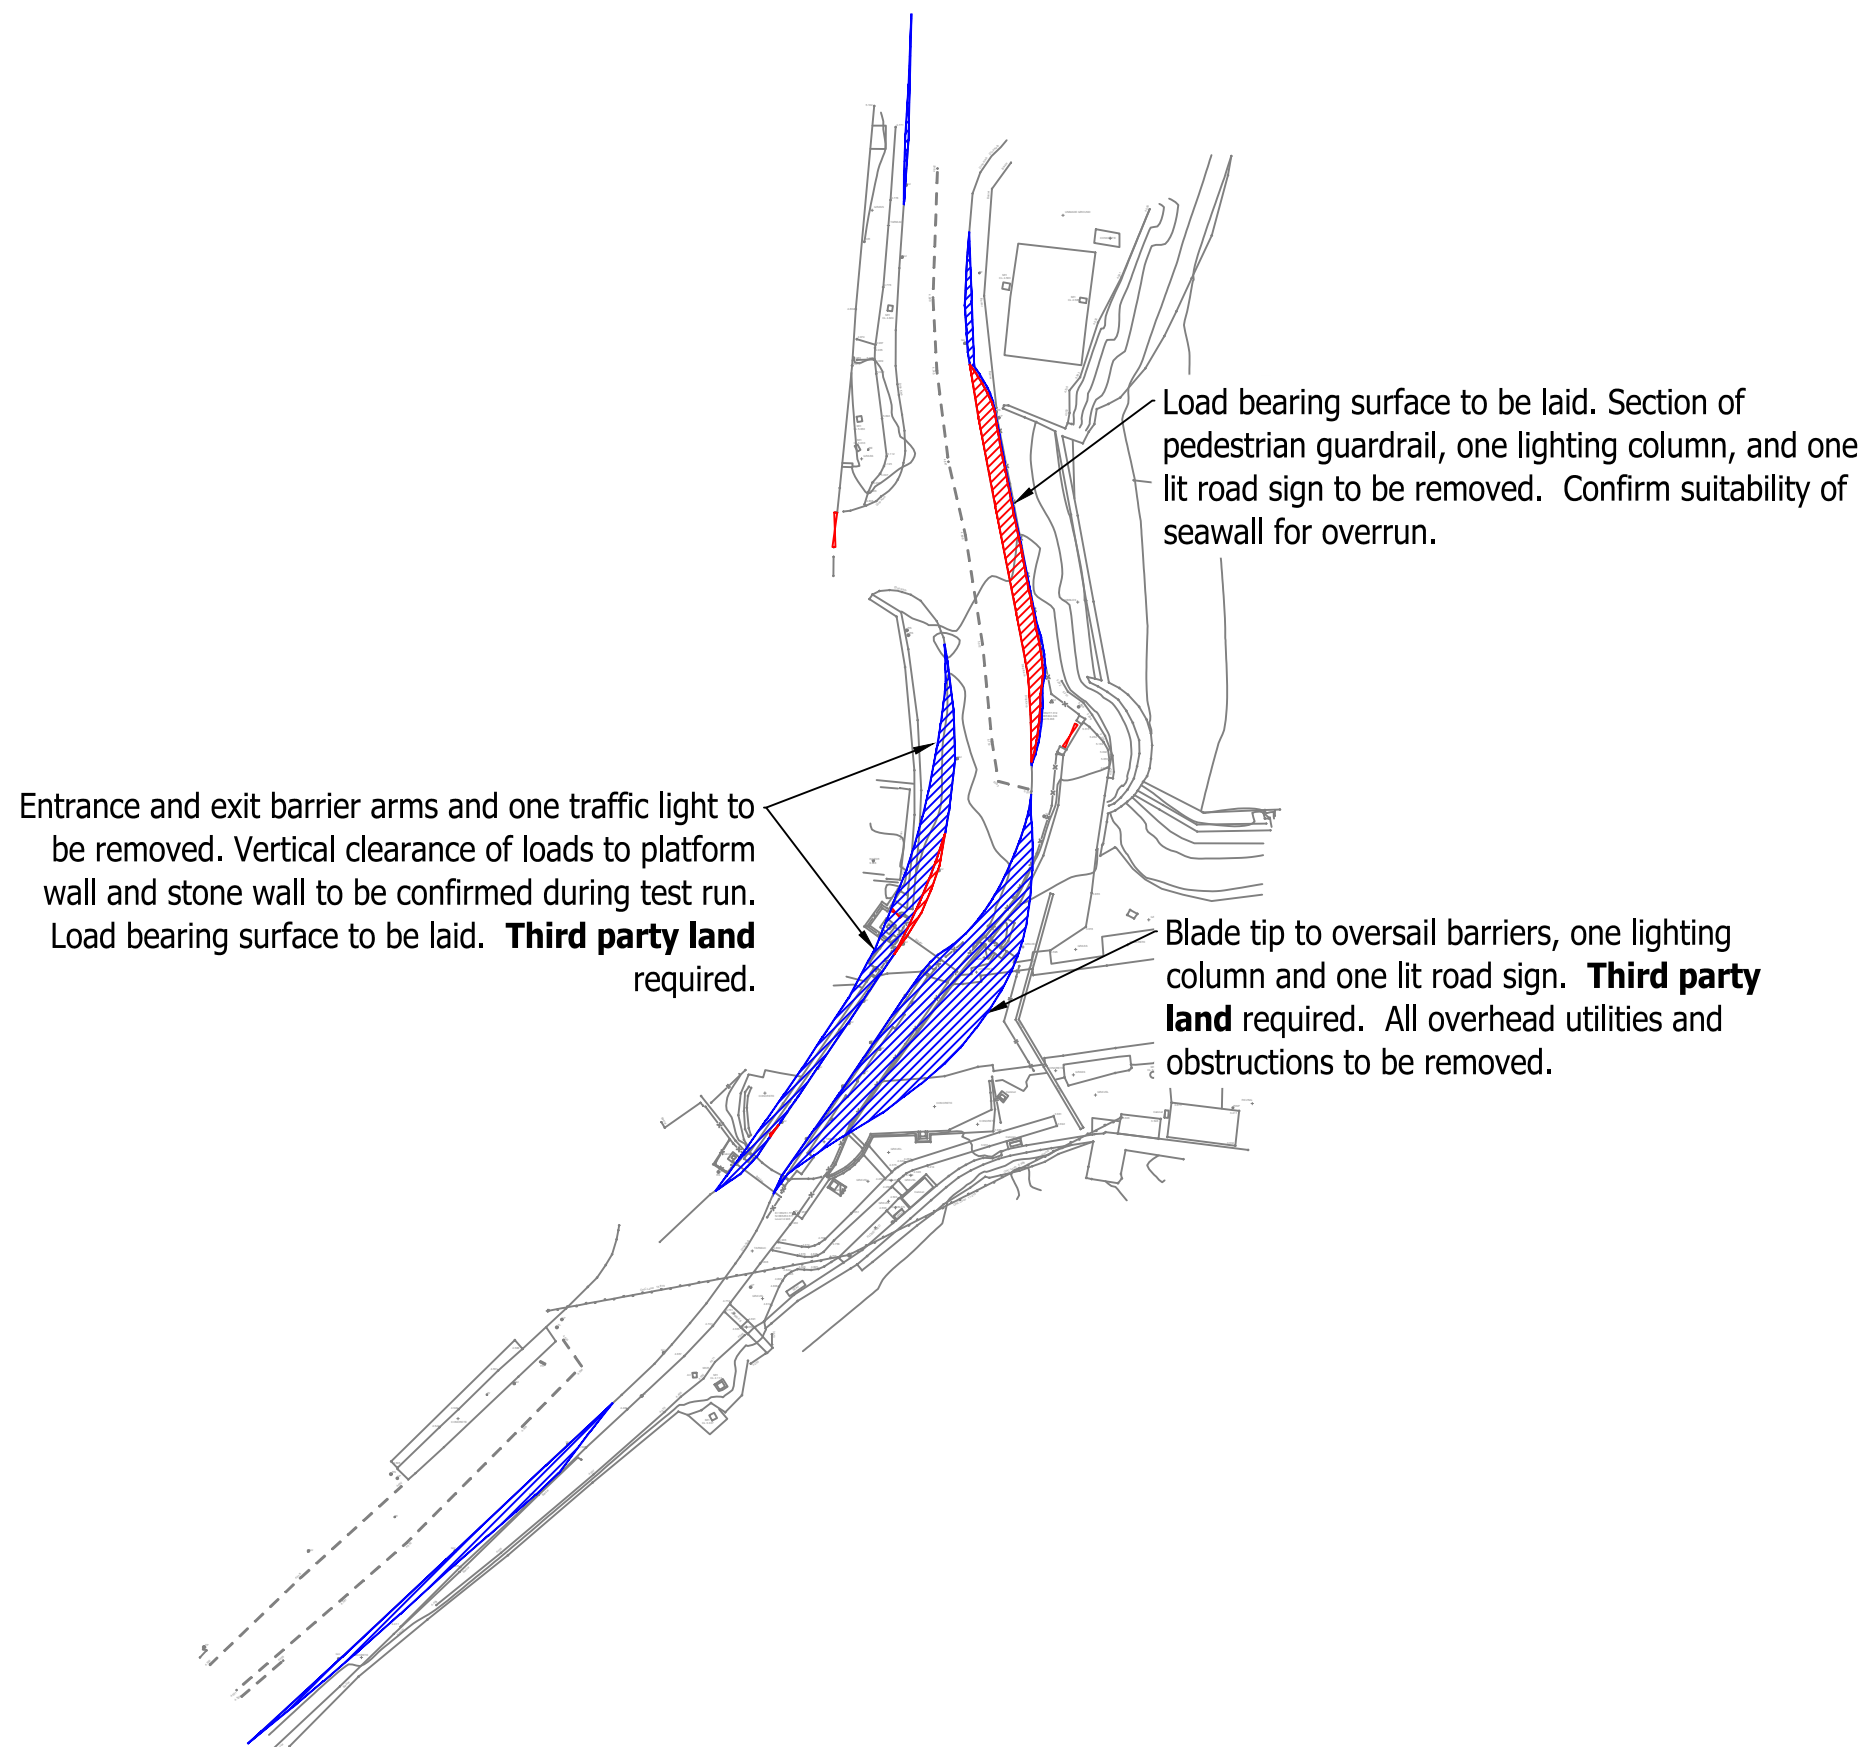 Load bearing surface to be laid. Section of
pedestrian guardrail, one lighting column, and one
lit road sign to be removed. Confirm suitability of
seawall for overrun.
Entrance and exit barrier arms and one traffic light to
be removed. Vertical clearance of loads to platform
wall and stone wall to be confirmed during test run.
Load bearing surface to be laid. Third party land
required.
Blade tip to oversail barriers, one lighting
column and one lit road sign. Third party
land required. All overhead utilities and
obstructions to be removed.